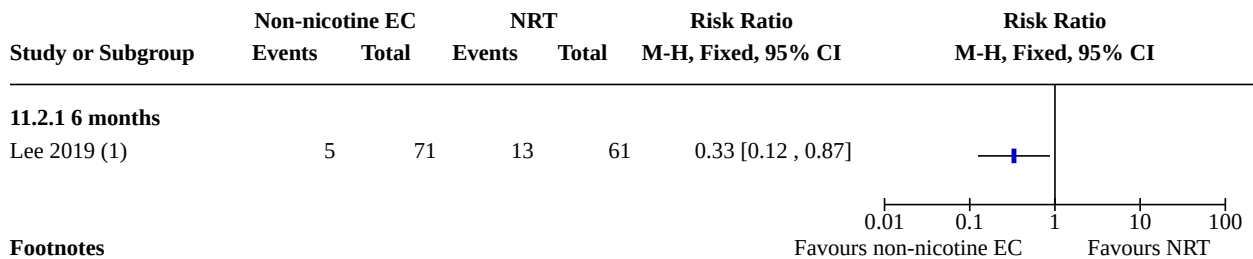 Non-nicotine EC NRT Risk Ratio Risk Ratio
Study or Subgroup Events Total Events Total M-H, Fixed, 95% CI M-H, Fixed, 95% CI
11.2.1 6 months
Lee 2019 (1) 5 71 13 61 0.33 [0.12 , 0.87]
0.01 0.1 1 10 100
Footnotes Favours non-nicotine EC Favours NRT